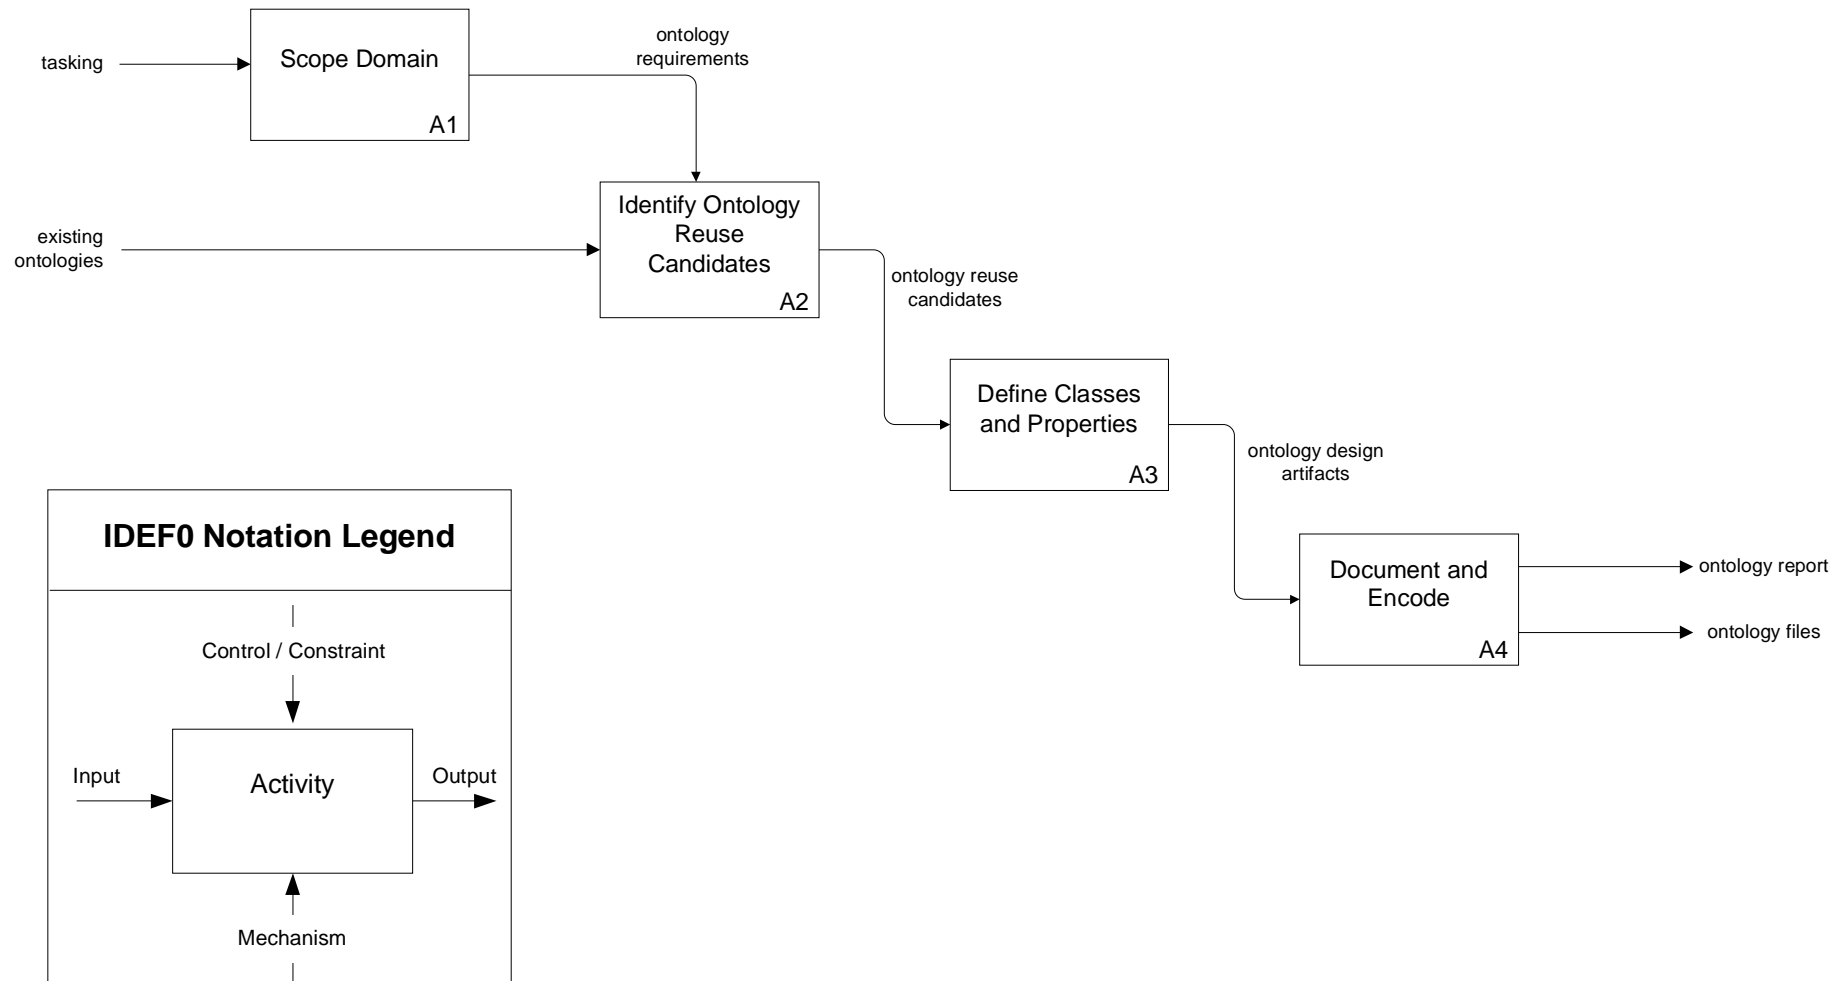 tasking
Scope Domain
A1
ontology
requirements
existing
ontologies
Identify Ontology
Reuse
Candidates
A2
ontology reuse
candidates
Define Classes
and Properties
A3
ontology design
artifacts
Document and
Encode
A4
ontology report
ontology files
IDEF0 Notation Legend
Control / Constraint
Input
Activity
Output
Mechanism